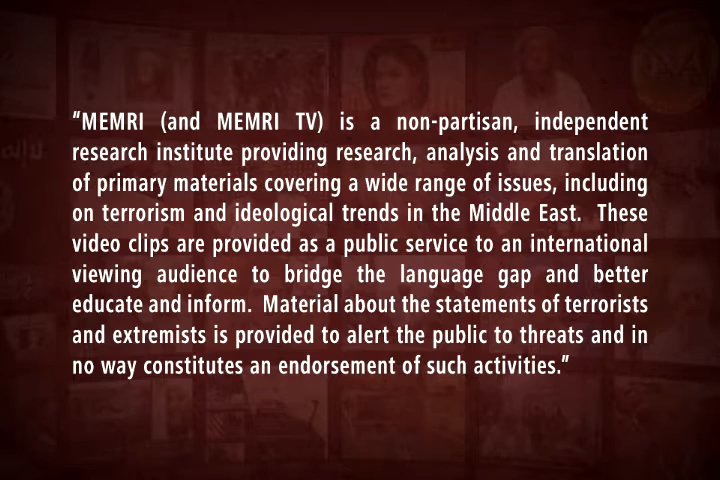 "MEMRI (and MEMRI TV) is a non-partisan, independent
research institute providing research, analysis and translation
of primary materials covering a wide range of issues, including
on terrorism and ideological trends in the Middle East.  These
video clips are provided as a public service to an international
viewing audience to bridge the language gap and better
educate and inform.  Material about the statements of terrorists
and extremists is provided to alert the public to threats and in
no way constitutes an endorsement of such activities."